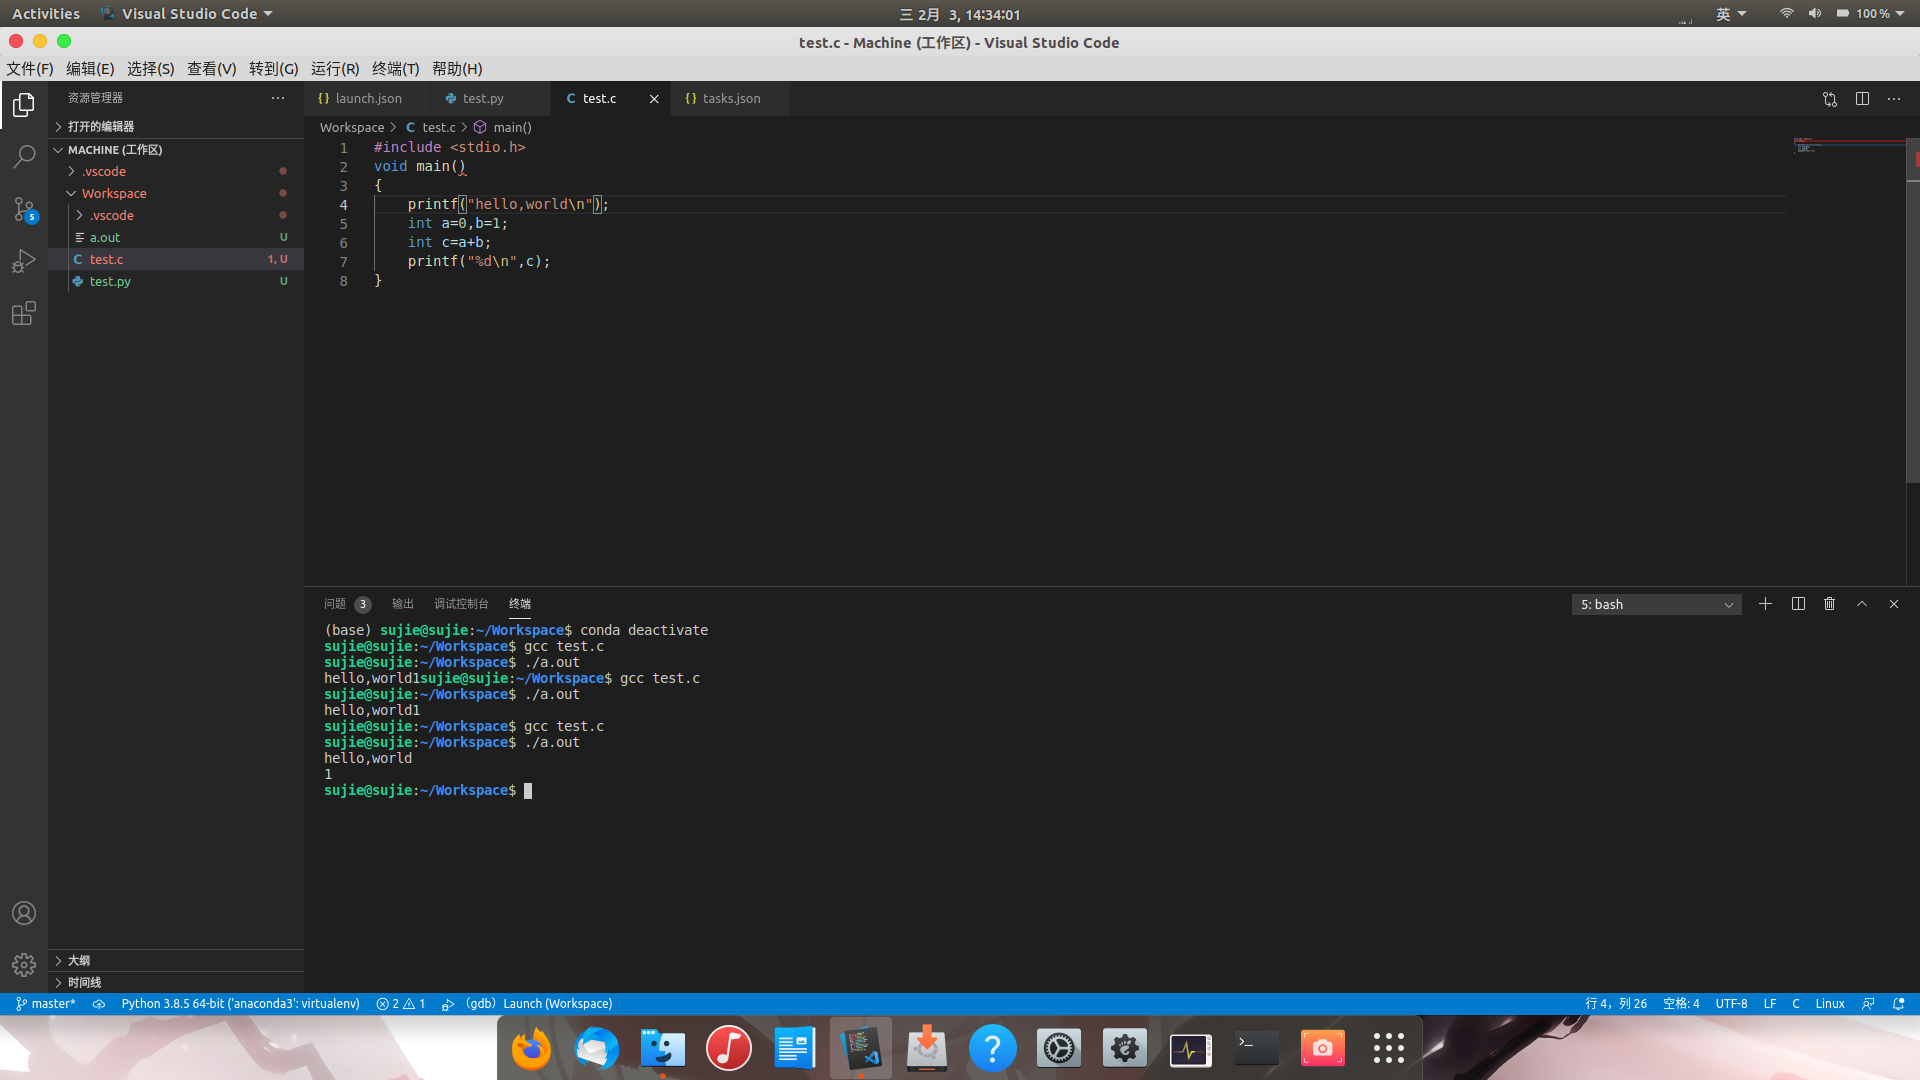 Activities
Visual Studio Code
三 2月 3, 14:34:01
英
100 %
test.c - Machine (工作区) - Visual Studio Code
文件(F) 编辑(E) 选择(S) 查看(V) 转到(G) 运行(R) 终端(T) 帮助(H)
资源管理器
launch.json
test.py
test.c
tasks.json
打开的编辑器
Workspace > test.c > main()
MACHINE (工作区)
.vscode
Workspace
.vscode
a.out U
test.c 1, U
test.py U
5
1 #include <stdio.h>
2 void main()
3 {
4 printf("hello,world\n");
5 int a=0,b=1;
6 int c=a+b;
7 printf("%d\n",c);
8 }
问题 3 输出 调试控制台 终端
5: bash
(base) sujie@sujie:~/Workspace$ conda deactivate
sujie@sujie:~/Workspace$ gcc test.c
sujie@sujie:~/Workspace$ ./a.out
hello,world1sujie@sujie:~/Workspace$ gcc test.c
sujie@sujie:~/Workspace$ ./a.out
hello,world1
sujie@sujie:~/Workspace$ gcc test.c
sujie@sujie:~/Workspace$ ./a.out
hello,world
1
sujie@sujie:~/Workspace$
大纲
时间线
master* Python 3.8.5 64-bit ('anaconda3': virtualenv) 2 1 （gdb）Launch (Workspace)
行 4，列 26 空格: 4 UTF-8 LF C Linux